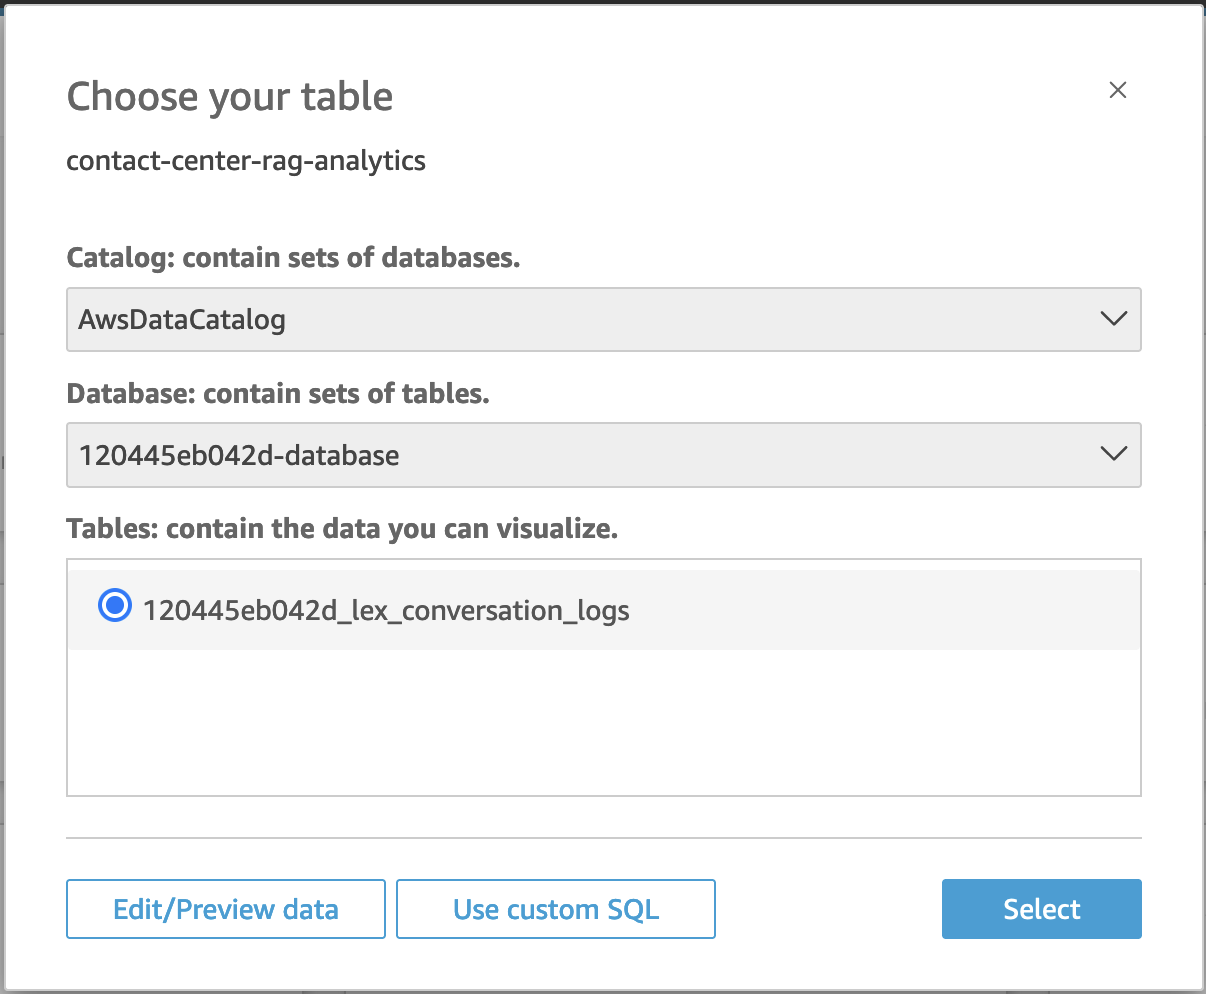 Choose your table
contact-center-rag-analytics
Catalog: contain sets of databases.
AwsDataCatalog
Database: contain sets of tables.
120445eb042d-database
Tables: contain the data you can visualize.
120445eb042d_lex_conversation_logs
Edit/Preview data
Use custom SQL
Select